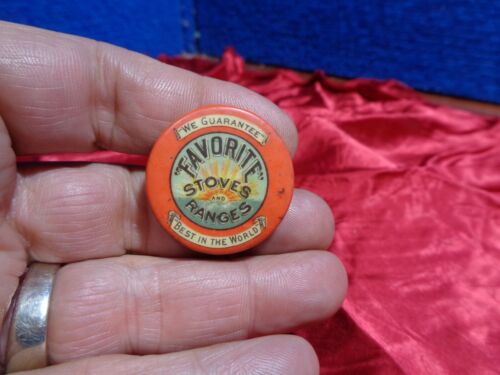 "WE GUARANTEE"
"FAVORITE"
STOVES
AND
RANGES
BEST IN THE WORLD